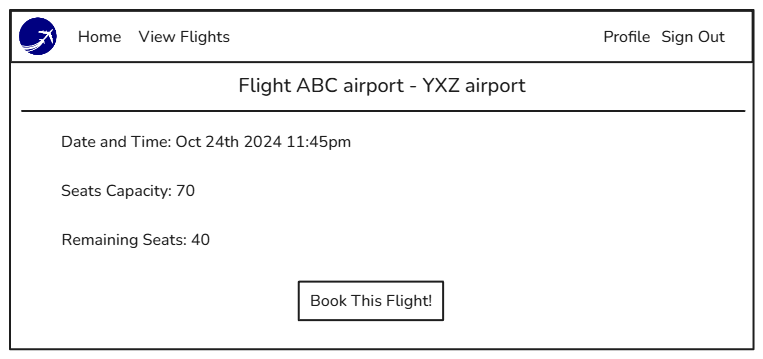 Home View Flights Profile Sign Out
Flight ABC airport - YXZ airport
Date and Time: Oct 24th 2024 11:45pm
Seats Capacity: 70
Remaining Seats: 40
Book This Flight!